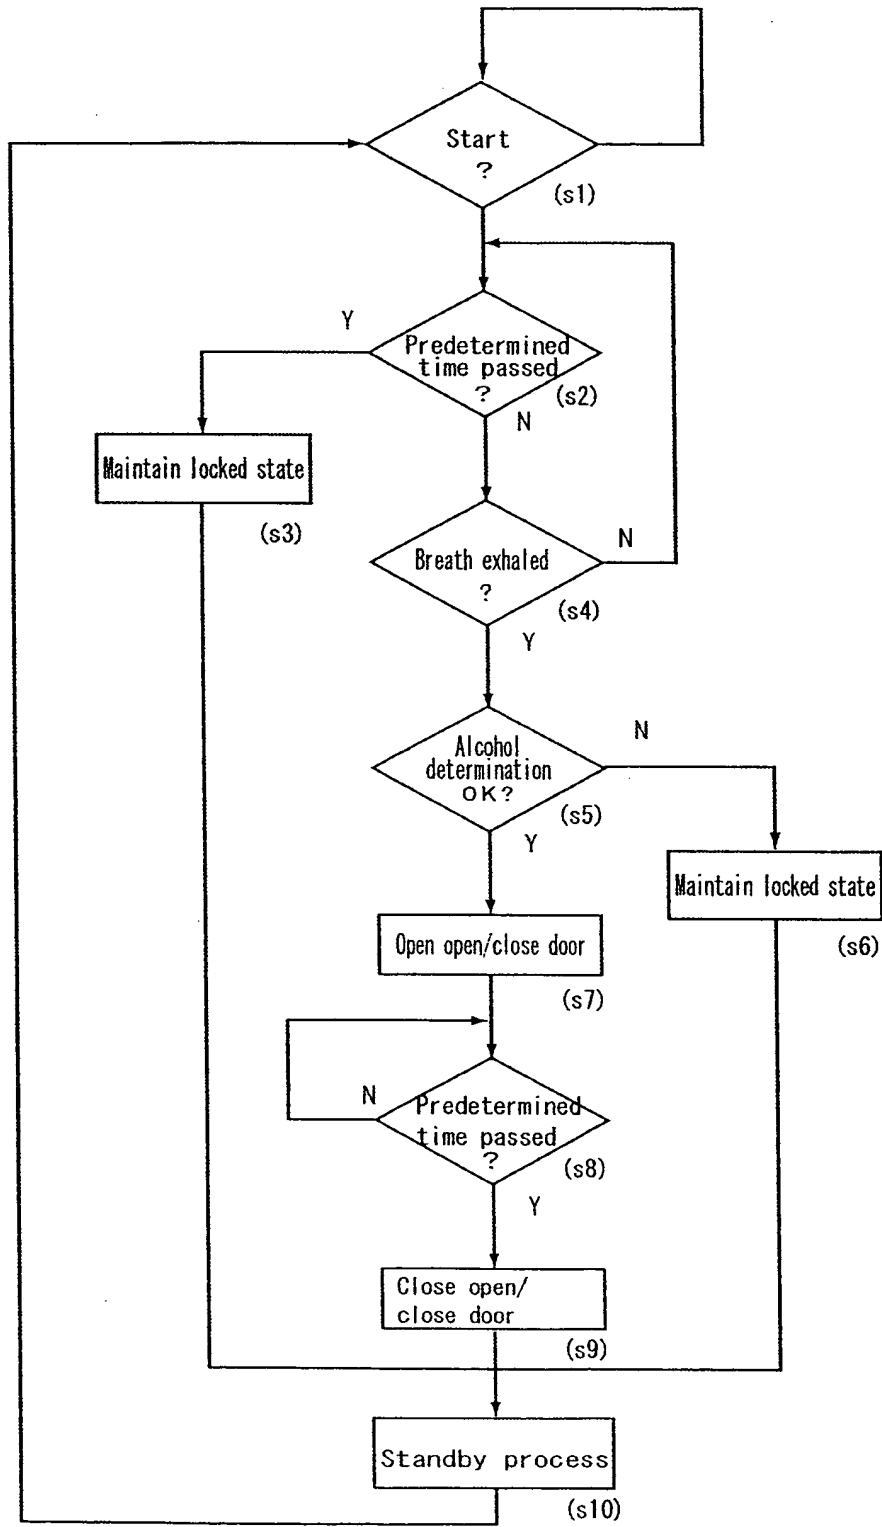 Start
?
(s1)
Y
Predetermined
time passed
?
(s2)
N
Maintain locked state
(s3)
Breath exhaled
?
N
(s4)
Y
Alcohol
determination
OK?
N
(s5)
Y
Maintain locked state
(s6)
Open open/close door
(s7)
N
Predetermined
time passed
?
(s8)
Y
Close open/
close door
(s9)
Standby process
(s10)